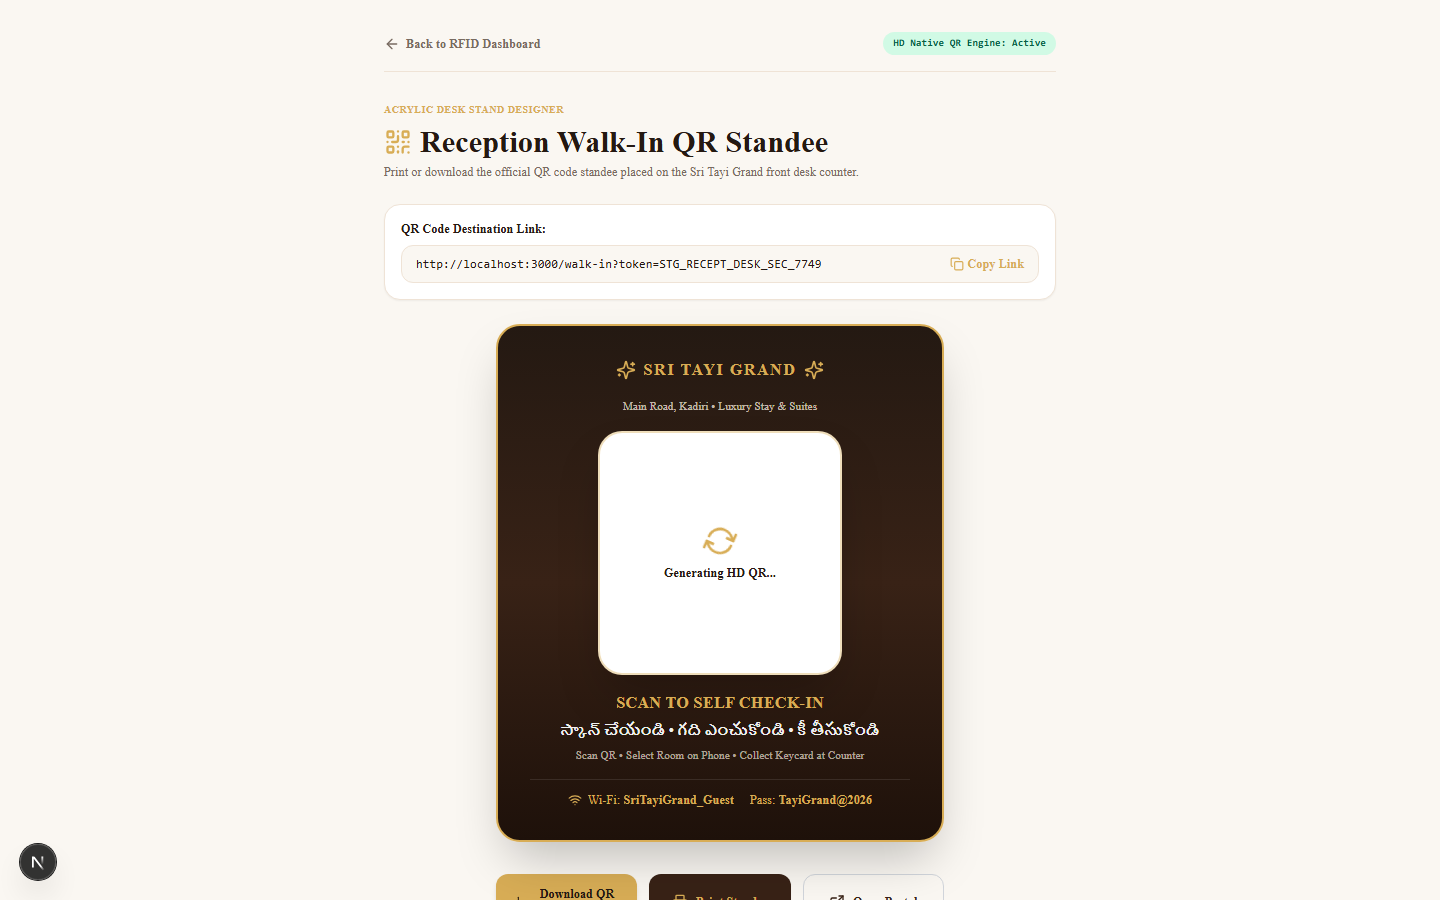 Back to RFID Dashboard
HD Native QR Engine: Active
ACRYLIC DESK STAND DESIGNER
Reception Walk-In QR Standee
Print or download the official QR code standee placed on the Sri Tayi Grand front desk counter.
QR Code Destination Link:
http://localhost:3000/walk-in?token=STG_RECEPT_DESK_SEC_7749
Copy Link
SRI TAYI GRAND
Main Road, Kadiri • Luxury Stay & Suites
Generating HD QR...
SCAN TO SELF CHECK-IN
స్కాన్ చేయండి • గది ఎంచుకోండి • కీ తీసుకోండి
Scan QR • Select Room on Phone • Collect Keycard at Counter
Wi-Fi: SriTayiGrand_Guest Pass: TayiGrand@2026
Download QR